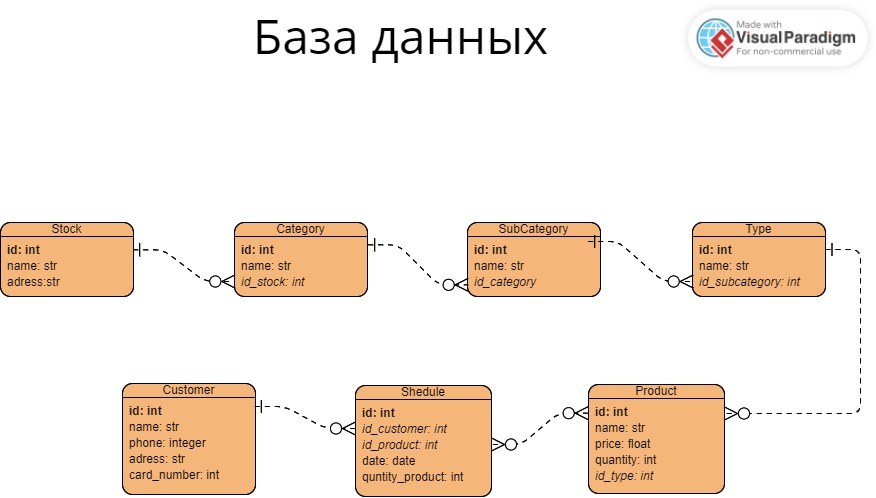 База данных
Made with
VisualParadigm
For non-commercial use
Stock
id: int
name: str
adress:str
Category
id: int
name: str
id_stock: int
SubCategory
id: int
name: str
id_category
Type
id: int
name: str
id_subcategory: int
Customer
id: int
name: str
phone: integer
adress: str
card_number: int
Shedule
id: int
id_customer: int
id_product: int
date: date
quntity_product: int
Product
id: int
name: str
price: float
quantity: int
id_type: int